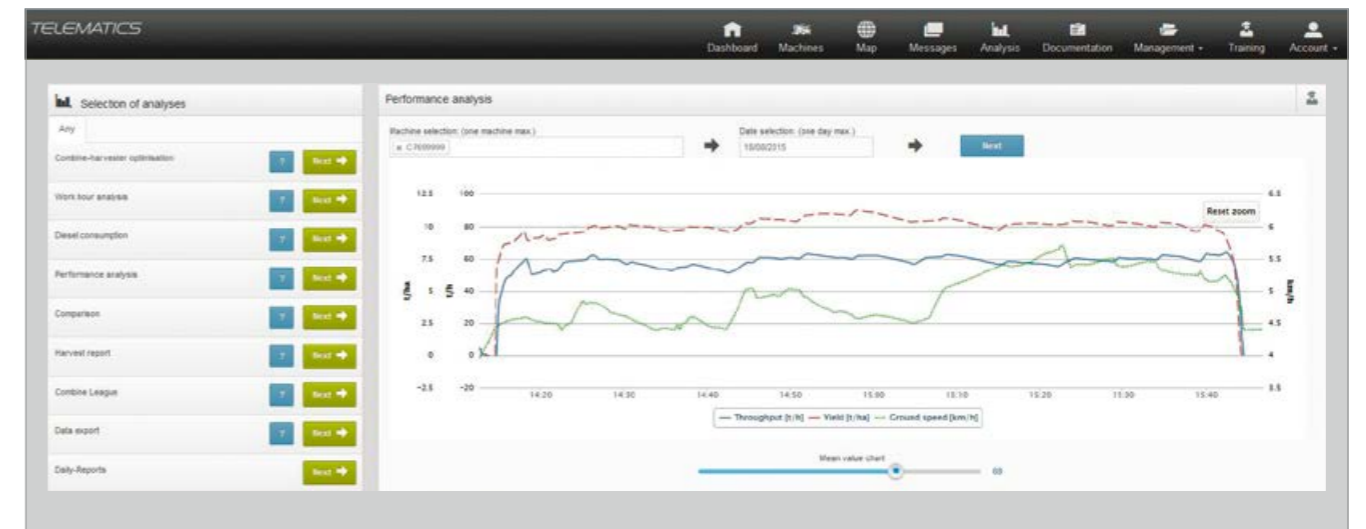 TELEMATICS
Dashboard Machines Map Messages Analysis Documentation Management Training Account
Selection of analyses
Any
Combine-harvester optimisation ? Next
Work hour analysis ? Next
Diesel consumption ? Next
Performance analysis ? Next
Comparison ? Next
Harvest report ? Next
Combine League ? Next
Data export ? Next
Daily-Reports Next
Performance analysis
Machine selection: (one machine max.)
Date selection: (one day max.)
Next
12.5 100 6.5
Reset zoom
10 80 6
7.5 60 5.5
t/ha 5 t/h 40 5 km/h
2.5 20 4.5
0 0 4
-2.5 -20 3.5
14:20 14:30 14:40 14:50 15:00 15:10 15:20 15:30 15:40
Throughput [t/h] Yield [t/ha] Ground speed [km/h]
Mean value chart